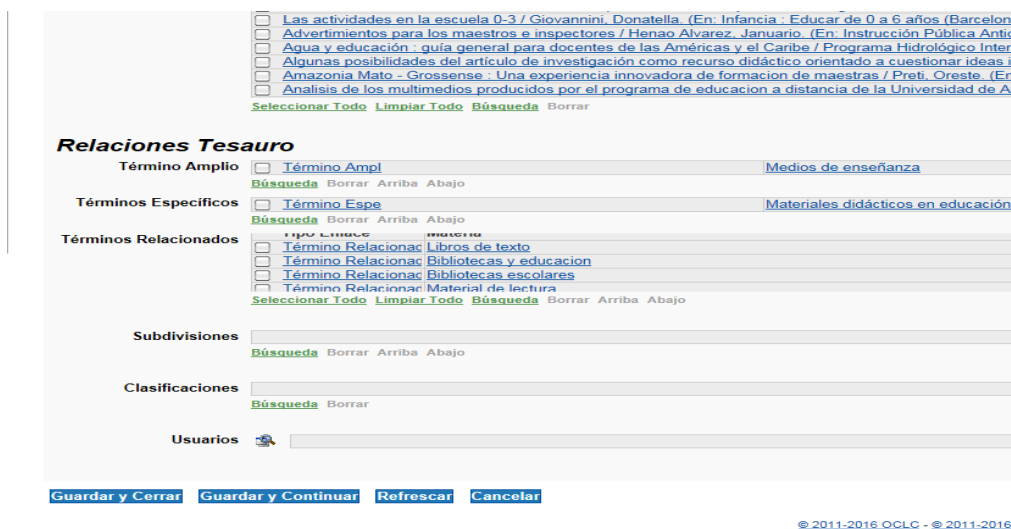 Las actividades en la escuela 0-3 / Giovannini, Donatella. (En: Infancia : Educar de 0 a 6 años (Barcelon
Advertimientos para los maestros e inspectores / Henao Alvarez, Januario. (En: Instrucción Pública Antio
Agua y educación : guía general para docentes de las Américas y el Caribe / Programa Hidrológico Inter
Algunas posibilidades del artículo de investigación como recurso didáctico orientado a cuestionar ideas i
Amazonia Mato - Grossense : Una experiencia innovadora de formacion de maestras / Preti, Oreste. (En
Analisis de los multimedios producidos por el programa de educacion a distancia de la Universidad de A
Seleccionar Todo Limpiar Todo Búsqueda Borrar
Relaciones Tesauro
Término Amplio Término Ampl Medios de enseñanza
Búsqueda Borrar Arriba Abajo
Términos Específicos Término Espe Materiales didácticos en educación
Búsqueda Borrar Arriba Abajo
Términos Relacionados Tipo Enlace Materia
Término Relacionad Libros de texto
Término Relacionad Bibliotecas y educacion
Término Relacionad Bibliotecas escolares
Término Relacionad Material de lectura
Seleccionar Todo Limpiar Todo Búsqueda Borrar Arriba Abajo
Subdivisiones
Búsqueda Borrar Arriba Abajo
Clasificaciones
Búsqueda Borrar
Usuarios
Guardar y Cerrar Guardar y Continuar Refrescar Cancelar
© 2011-2016 OCLC - © 2011-2016